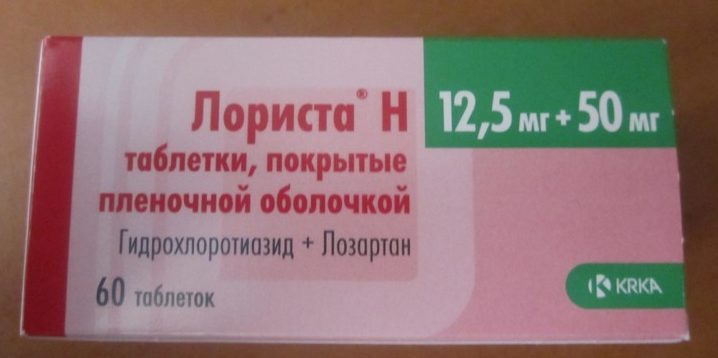 Лориста® Н
12,5 мг + 50 мг
таблетки, покрытые
пленочной оболочкой
Гидрохлоротиазид + Лозартан
60 таблеток
KRKA